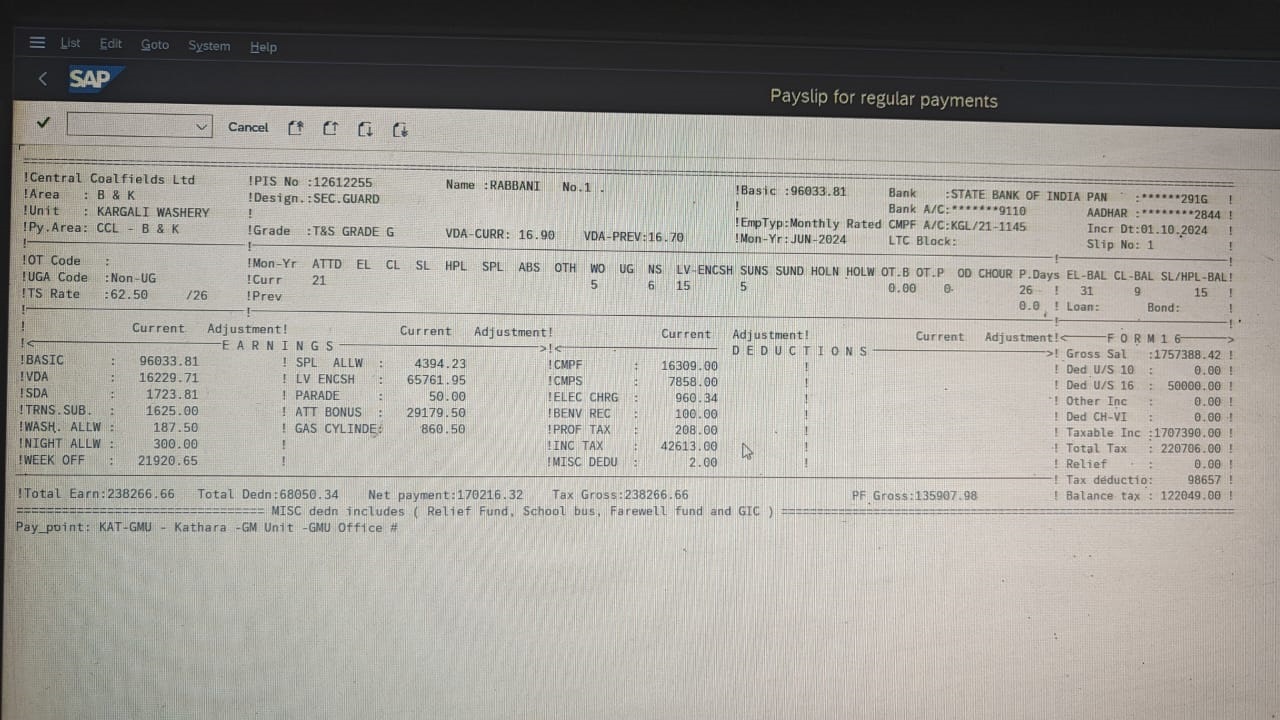 List Edit Goto System Help
SAP
Payslip for regular payments
Cancel
!Central Coalfields Ltd !PIS No :12612255 Name :RABBANI No.1 . !Basic :96033.81 Bank :STATE BANK OF INDIA PAN :******291G !
!Area : B & K !Design.:SEC.GUARD ! Bank A/C:*******9110 AADHAR :********2844 !
!Unit : KARGALI WASHERY ! !EmpTyp:Monthly Rated CMPF A/C:KGL/21-1145 Incr Dt:01.10.2024 !
!Py.Area: CCL - B & K !Grade :T&S GRADE G VDA-CURR: 16.90 VDA-PREV:16.70 !Mon-Yr:JUN-2024 LTC Block: Slip No: 1 !
!OT Code : !Mon-Yr ATTD EL CL SL HPL SPL ABS OTH WO UG NS LV-ENCSH SUNS SUND HOLN HOLW OT.B OT.P OD CHOUR P.Days EL-BAL CL-BAL SL/HPL-BAL!
!UGA Code :Non-UG !Curr 21 5 6 15 5 0.00 0 26 ! 31 9 15 !
!TS Rate :62.50 /26 !Prev 0.0 ! Loan: Bond: !
! Current Adjustment! Current Adjustment! Current Adjustment! Current Adjustment!<——FORM16——>
!<——EARNINGS——>!<——DEDUCTIONS——>! Gross Sal :1757388.42 !
!BASIC : 96033.81 ! SPL ALLW : 4394.23 !CMPF : 16309.00 ! ! Ded U/S 10 : 0.00 !
!VDA : 16229.71 ! LV ENCSH : 65761.95 !CMPS : 7858.00 ! ! Ded U/S 16 : 50000.00 !
!SDA : 1723.81 ! PARADE : 50.00 !ELEC CHRG : 960.34 ! ! Other Inc : 0.00 !
!TRNS.SUB. : 1625.00 ! ATT BONUS : 29179.50 !BENV REC : 100.00 ! ! Ded CH-VI : 0.00 !
!WASH. ALLW : 187.50 ! GAS CYLINDE: 860.50 !PROF TAX : 208.00 ! ! Taxable Inc :1707390.00 !
!NIGHT ALLW : 300.00 ! !INC TAX : 42613.00 ! ! Total Tax : 220706.00 !
!WEEK OFF : 21920.65 ! !MISC DEDU : 2.00 ! ! Relief : 0.00 !
! Tax deductio: 98657 !
!Total Earn:238266.66 Total Dedn:68050.34 Net payment:170216.32 Tax Gross:238266.66 PF Gross:135907.98 ! Balance tax : 122049.00 !
MISC dedn includes ( Relief Fund, School bus, Farewell fund and GIC )
Pay_point: KAT-GMU - Kathara -GM Unit -GMU Office #